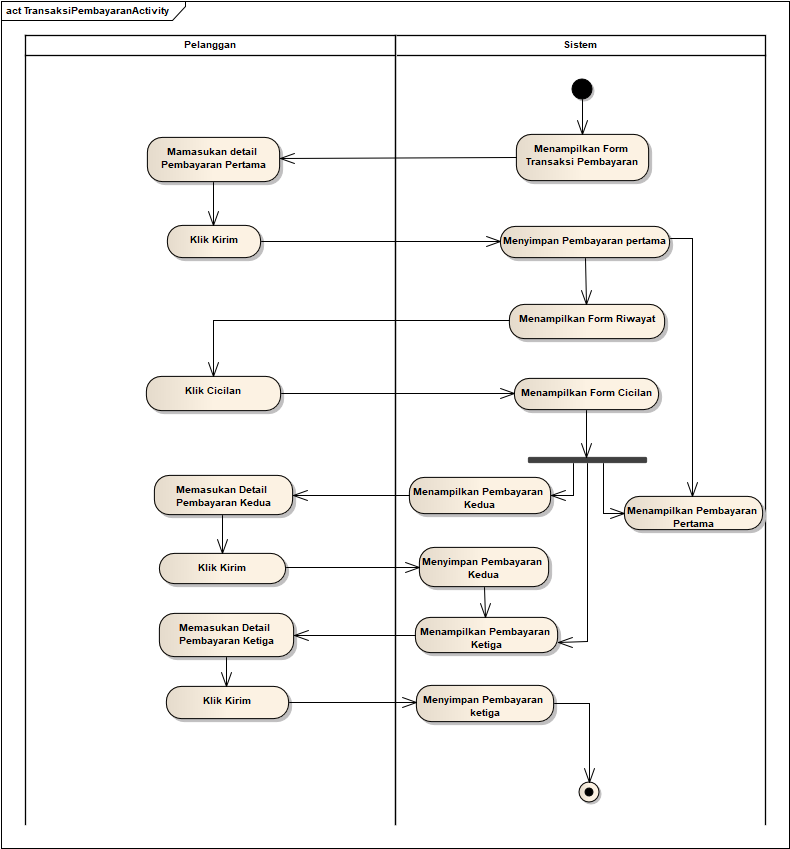 act TransaksiPembayaranActivity
Pelanggan
Sistem
Menampilkan Form
Transaksi Pembayaran
Mamasukan detail
Pembayaran Pertama
Klik Kirim
Menyimpan Pembayaran pertama
Menampilkan Form Riwayat
Klik Cicilan
Menampilkan Form Cicilan
Memasukan Detail
Pembayaran Kedua
Menampilkan Pembayaran
Kedua
Menampilkan Pembayaran
Pertama
Klik Kirim
Menyimpan Pembayaran
Kedua
Memasukan Detail
Pembayaran Ketiga
Menampilkan Pembayaran
Ketiga
Klik Kirim
Menyimpan Pembayaran
ketiga